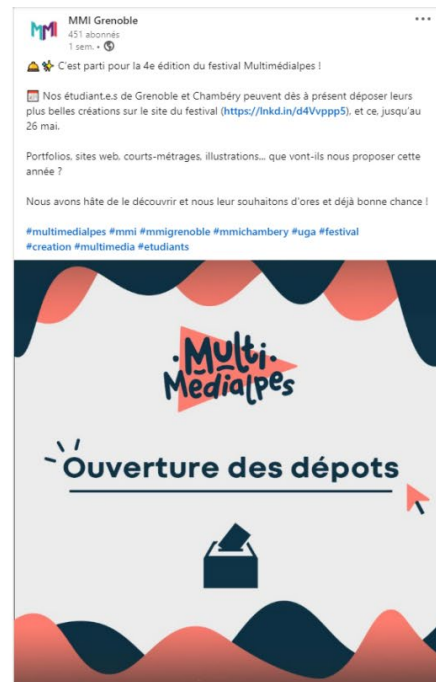 MMI
MMI Grenoble
451 abonnés
1 sem. •
C'est parti pour la 4e édition du festival Multimédialpes !
Nos étudiant.e.s de Grenoble et Chambéry peuvent dès à présent déposer leurs
plus belles créations sur le site du festival (https://lnkd.in/d4Vvppp5), et ce, jusqu'au
26 mai.
Portfolios, sites web, courts-métrages, illustrations... que vont-ils nous proposer cette
année ?
Nous avons hâte de le découvrir et nous leur souhaitons d'ores et déjà bonne chance !
#multimedialpes #mmi #mmigrenoble #mmichambery #uga #festival
#creation #multimedia #etudiants
Multi
Medialpes
Ouverture des dépots